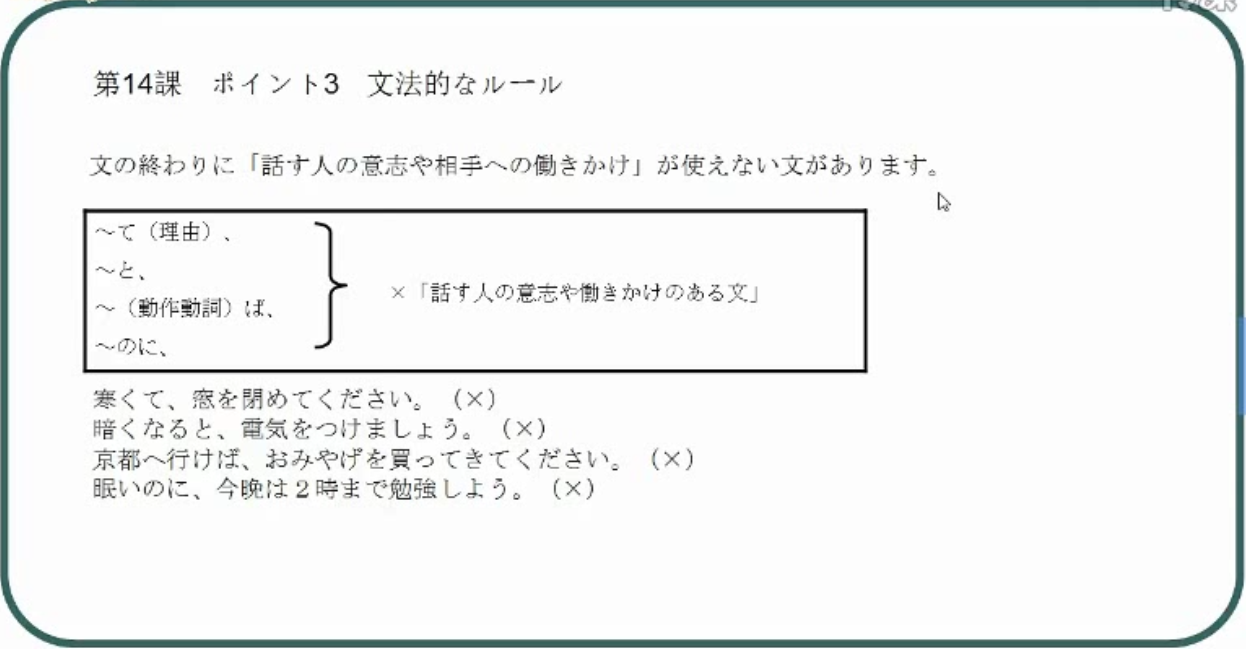 第14課　ポイント3　文法的なルール
文の終わりに「話す人の意志や相手への働きかけ」が使えない文があります。
～て（理由）、
～と、
～（動作動詞）ば、
～のに、
×「話す人の意志や働きかけのある文」
寒くて、窓を閉めてください。（×）
暗くなると、電気をつけましょう。（×）
京都へ行けば、おみやげを買ってきてください。（×）
眠いのに、今晩は２時まで勉強しよう。（×）